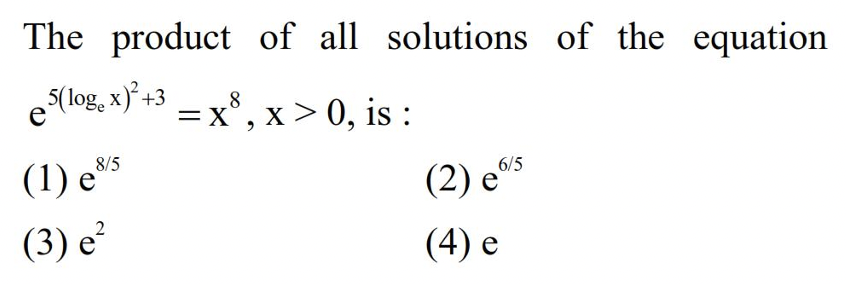 The product of all solutions of the equation
e^{5(log_e x)^2+3} = x^8, x > 0, is :
(1) e^{8/5} (2) e^{6/5}
(3) e^2 (4) e